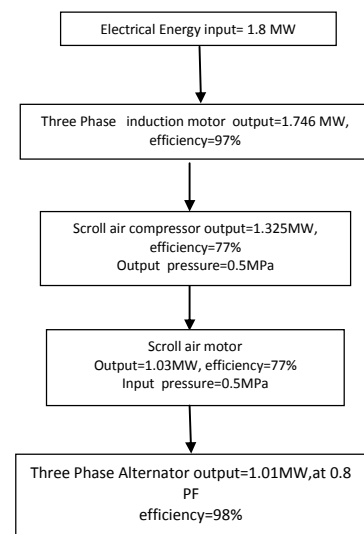 Electrical Energy input= 1.8 MW
Three Phase induction motor output=1.746 MW,
efficiency=97%
Scroll air compressor output=1.325MW,
efficiency=77%
Output pressure=0.5MPa
Scroll air motor
Output=1.03MW, efficiency=77%
Input pressure=0.5MPa
Three Phase Alternator output=1.01MW,at 0.8
PF
efficiency=98%